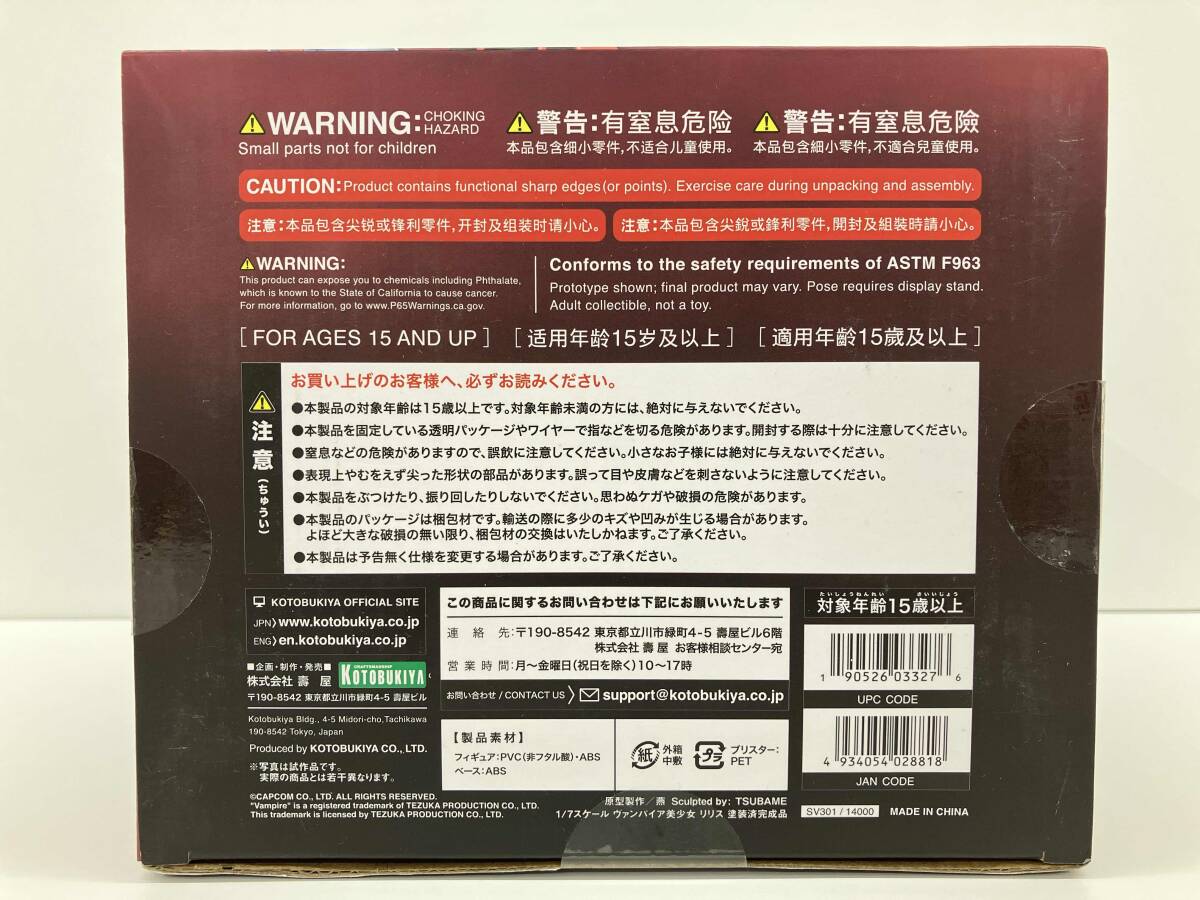 WARNING: CHOKING HAZARD
Small parts not for children
警告:有窒息危险
本品包含细小零件,不适合儿童使用。
警告:有窒息危險
本品包含細小零件,不適合兒童使用。
CAUTION: Product contains functional sharp edges (or points). Exercise care during unpacking and assembly.
注意:本品包含尖锐或锋利零件,开封及组装时请小心。
注意:本品包含尖銳或鋒利零件,開封及組裝時請小心。
WARNING:
This product can expose you to chemicals including Phthalate,
which is known to the State of California to cause cancer.
For more information, go to www.P65Warnings.ca.gov.
Conforms to the safety requirements of ASTM F963
Prototype shown; final product may vary. Pose requires display stand.
Adult collectible, not a toy.
[ FOR AGES 15 AND UP ] [ 适用年龄15岁及以上 ] [ 適用年齡15歲及以上 ]
注意(ちゅうい)
お買い上げのお客様へ、必ずお読みください。
●本製品の対象年齢は15歳以上です。対象年齢未満の方には、絶対に与えないでください。
●本製品を固定している透明パッケージやワイヤーで指などを切る危険があります。開封する際は十分に注意してください。
●窒息などの危険がありますので、誤飲に注意してください。小さなお子様には絶対に与えないでください。
●表現上やむをえず尖った形状の部品があります。誤って目や皮膚などを刺さないように注意してください。
●本製品をぶつけたり、振り回したりしないでください。思わぬケガや破損の危険があります。
●本製品のパッケージは梱包材です。輸送の際に多少のキズや凹みが生じる場合があります。
よほど大きな破損の無い限り、梱包材の交換はいたしかねます。ご了承ください。
●本製品は予告無く仕様を変更する場合があります。ご了承ください。
KOTOBUKIYA OFFICIAL SITE
JPN www.kotobukiya.co.jp
ENG en.kotobukiya.co.jp
■企画・制作・発売■
株式会社 壽 屋
CRAFTSMANSHIP
KOTOBUKIYA
〒190-8542 東京都立川市緑町4-5 壽屋ビル
Kotobukiya Bldg., 4-5 Midori-cho,Tachikawa
190-8542 Tokyo, Japan
Produced by KOTOBUKIYA CO., LTD.
※写真は試作品です。
実際の商品とは若干異なります。
©CAPCOM CO., LTD. ALL RIGHTS RESERVED.
"Vampire" is a registered trademark of TEZUKA PRODUCTION CO., LTD.
This trademark is licensed by TEZUKA PRODUCTION CO., LTD.
この商品に関するお問い合わせは下記にお願いいたします
連絡先:〒190-8542 東京都立川市緑町4-5 壽屋ビル6階
株式会社 壽 屋 お客様相談センター宛
営業時間:月~金曜日(祝日を除く)10~17時
お問い合わせ / CONTACT US support@kotobukiya.co.jp
【製品素材】
フィギュア:PVC(非フタル酸)・ABS
ベース:ABS
紙
外箱
中敷
プラ
ブリスター:
PET
原型製作/燕 Sculpted by: TSUBAME
1/7スケール ヴァンパイア美少女 リリス 塗装済完成品
たいしょうねんれい さいいじょう
対象年齢15歳以上
1 90526 03327 6
UPC CODE
4 934054 028818
JAN CODE
SV301 / 14000 MADE IN CHINA